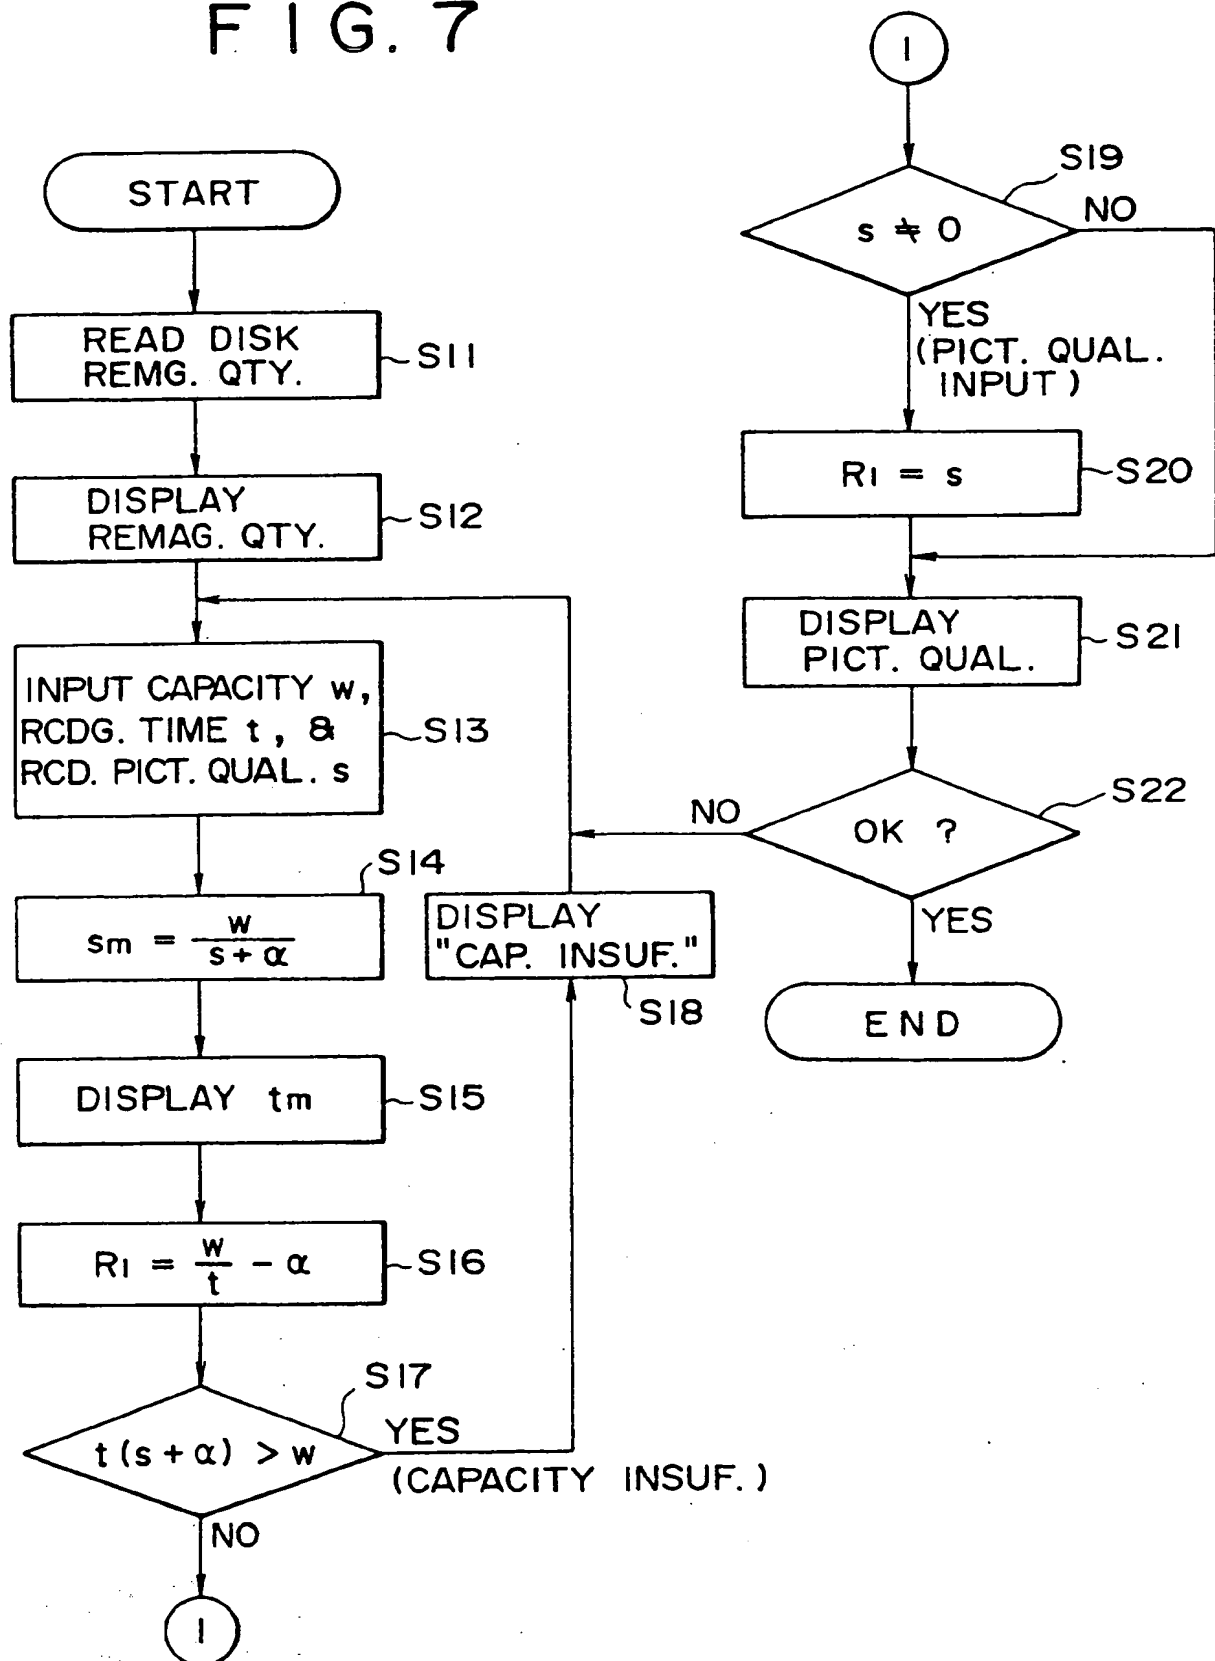 FIG. 7
START
READ DISK
REMG. QTY.
S11
DISPLAY
REMAG. QTY.
S12
INPUT CAPACITY w,
RCDG. TIME t, &
RCD. PICT. QUAL. s
S13
S14
sm = w / s + α
DISPLAY tm
S15
R1 = w / t - α
S16
S17
t (s + α) > w
YES
(CAPACITY INSUF.)
NO
1
DISPLAY
"CAP. INSUF."
S18
1
S19
s ≠ 0
NO
YES
(PICT. QUAL.
INPUT)
R1 = s
S20
DISPLAY
PICT. QUAL.
S21
S22
OK ?
NO
YES
END